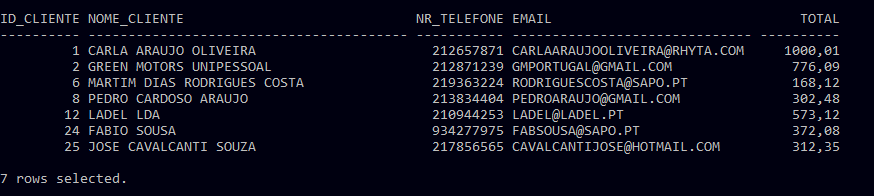 ID_CLIENTE NOME_CLIENTE                             NR_TELEFONE EMAIL                               TOTAL
---------- ---------------------------------------- ----------- ------------------------------ ----------
         1 CARLA ARAUJO OLIVEIRA                      212657871 CARLAARAUJOOLIVEIRA@RHYTA.COM     1000,01
         2 GREEN MOTORS UNIPESSOAL                    212871239 GMPORTUGAL@GMAIL.COM               776,09
         6 MARTIM DIAS RODRIGUES COSTA                219363224 RODRIGUESCOSTA@SAPO.PT             168,12
         8 PEDRO CARDOSO ARAUJO                       213834404 PEDROARAUJO@GMAIL.COM              302,48
        12 LADEL LDA                                  210944253 LADEL@LADEL.PT                     573,12
        24 FABIO SOUSA                                934277975 FABSOUSA@SAPO.PT                   372,08
        25 JOSE CAVALCANTI SOUZA                      217856565 CAVALCANTIJOSE@HOTMAIL.COM         312,35
7 rows selected.